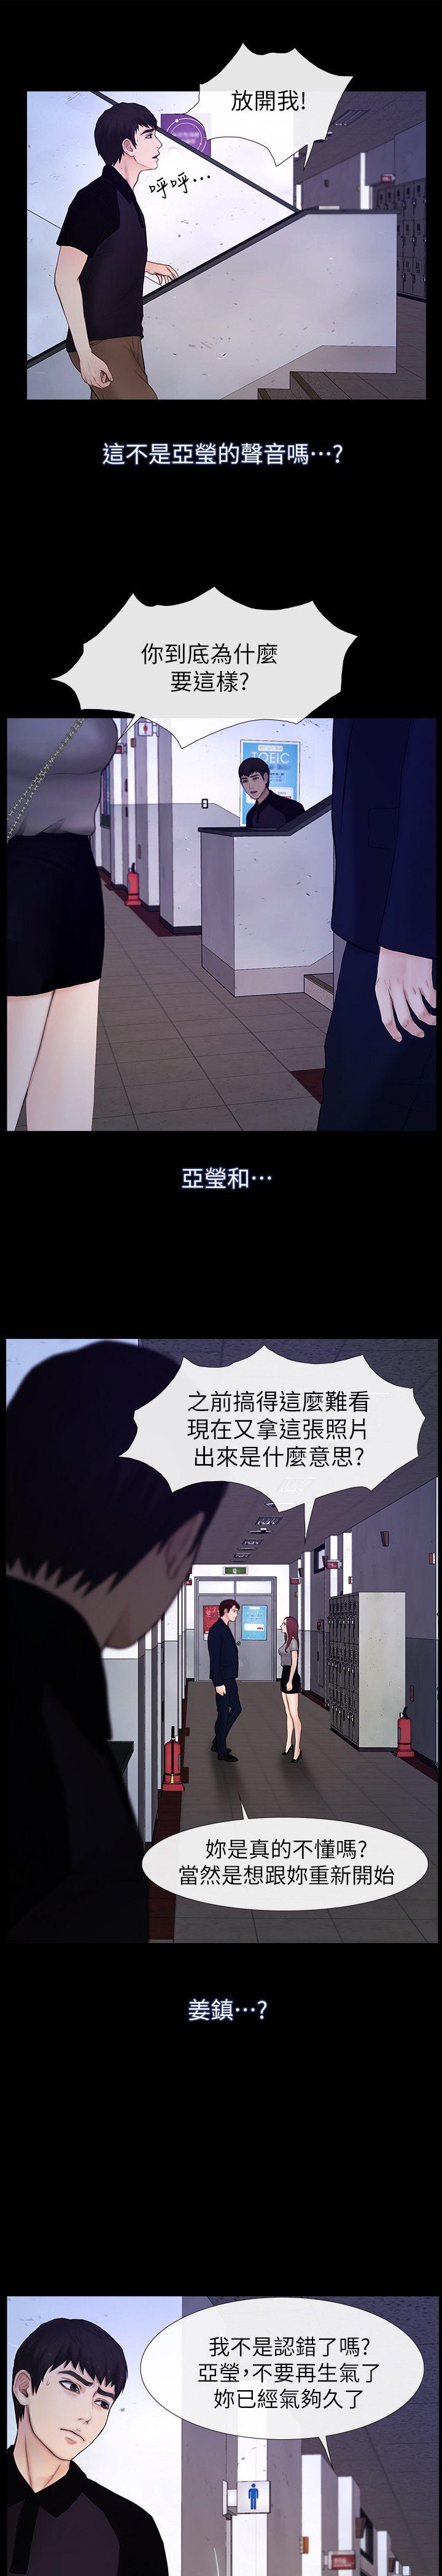 放開我!
呼呼…
這不是亞瑩的聲音嗎…?
你到底為什麼
要這樣?
TOEIC
亞瑩和…
之前搞得這麼難看
現在又拿這張照片
出來是什麼意思?
妳是真的不懂嗎?
當然是想跟妳重新開始
姜鎮…?
我不是認錯了嗎?
亞瑩,不要再生氣了
妳已經氣夠久了